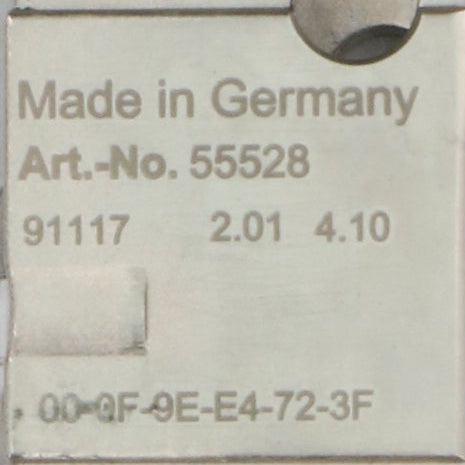 Made in Germany
Art.-No. 55528
91117 2.01 4.10
00-0F-9E-E4-72-3F